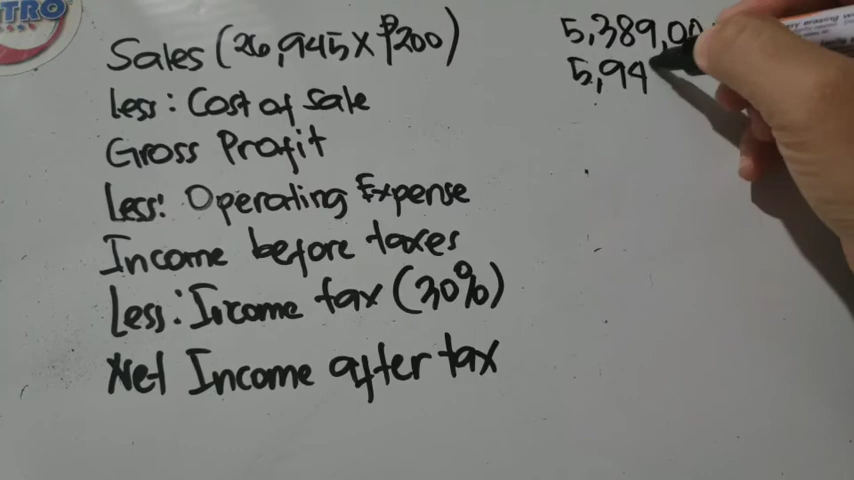 TRO
Sales (26,945 x ₱200) 5,389,00
5,94
less: Cost of Sale
Gross Profit
Less: Operating Expense
Income before taxes
Less: Income tax (30%)
Net Income after tax